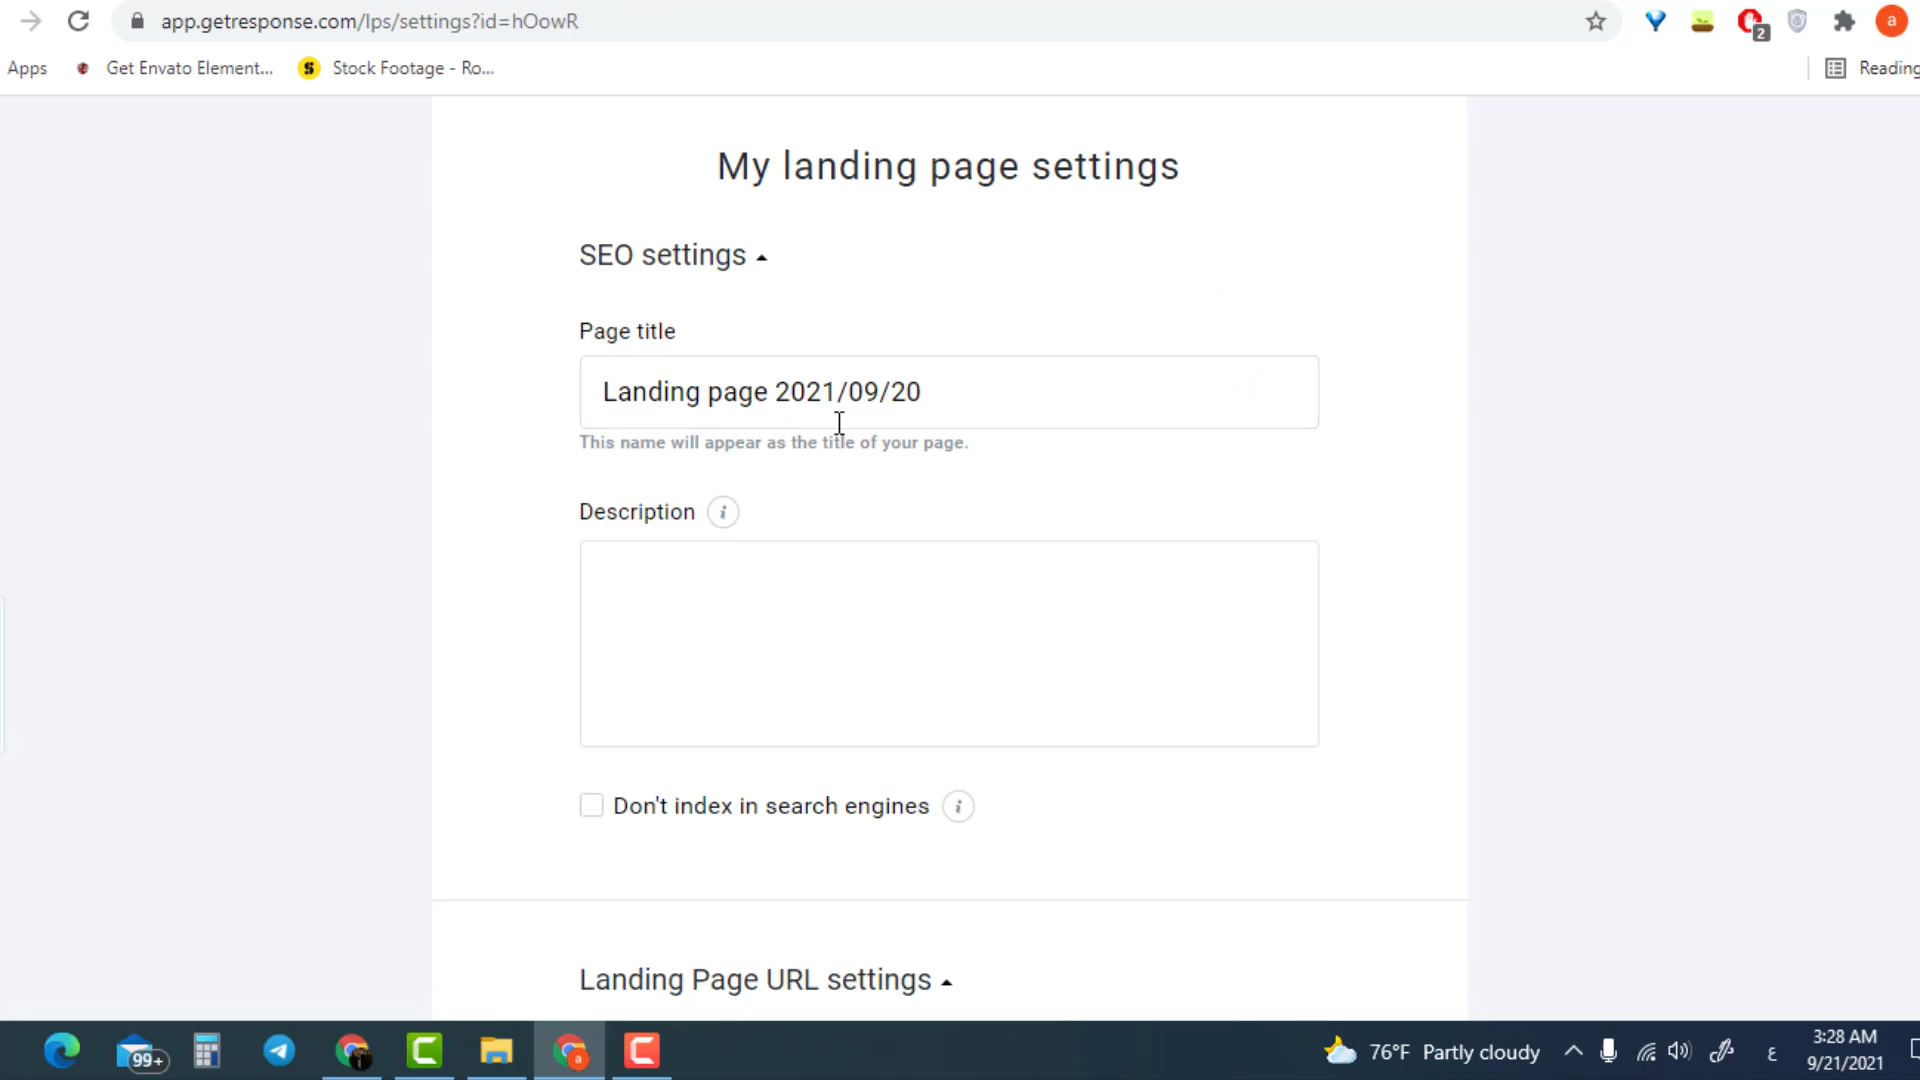 app.getresponse.com/lps/settings?id=hOowR
2
a
Apps
Get Envato Element...
S
Stock Footage - Ro...
Reading
My landing page settings
SEO settings
Page title
Landing page 2021/09/20
This name will appear as the title of your page.
Description
i
Don't index in search engines
i
Landing Page URL settings
99+
a
76°F Partly cloudy
ع
3:28 AM
9/21/2021